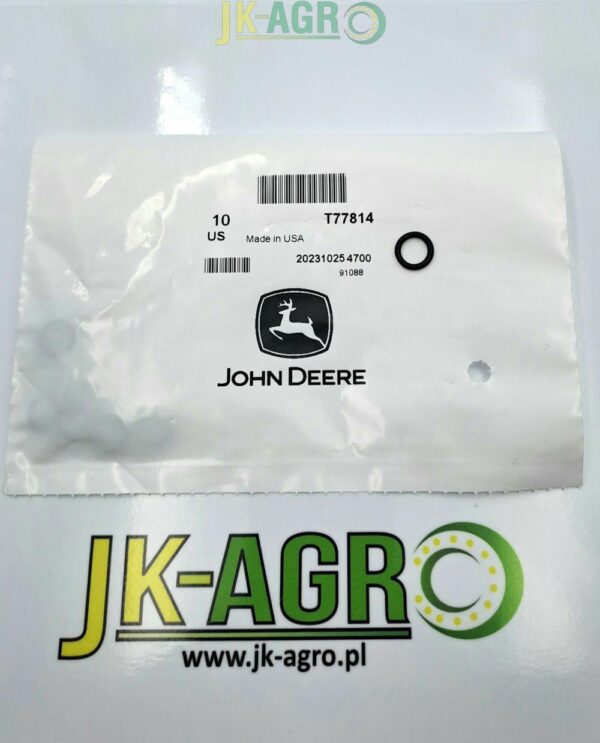 JK-AGRO
10 T77814
US Made in USA
20231025 4700
91088
JOHN DEERE
JK-AGRO
www.jk-agro.pl